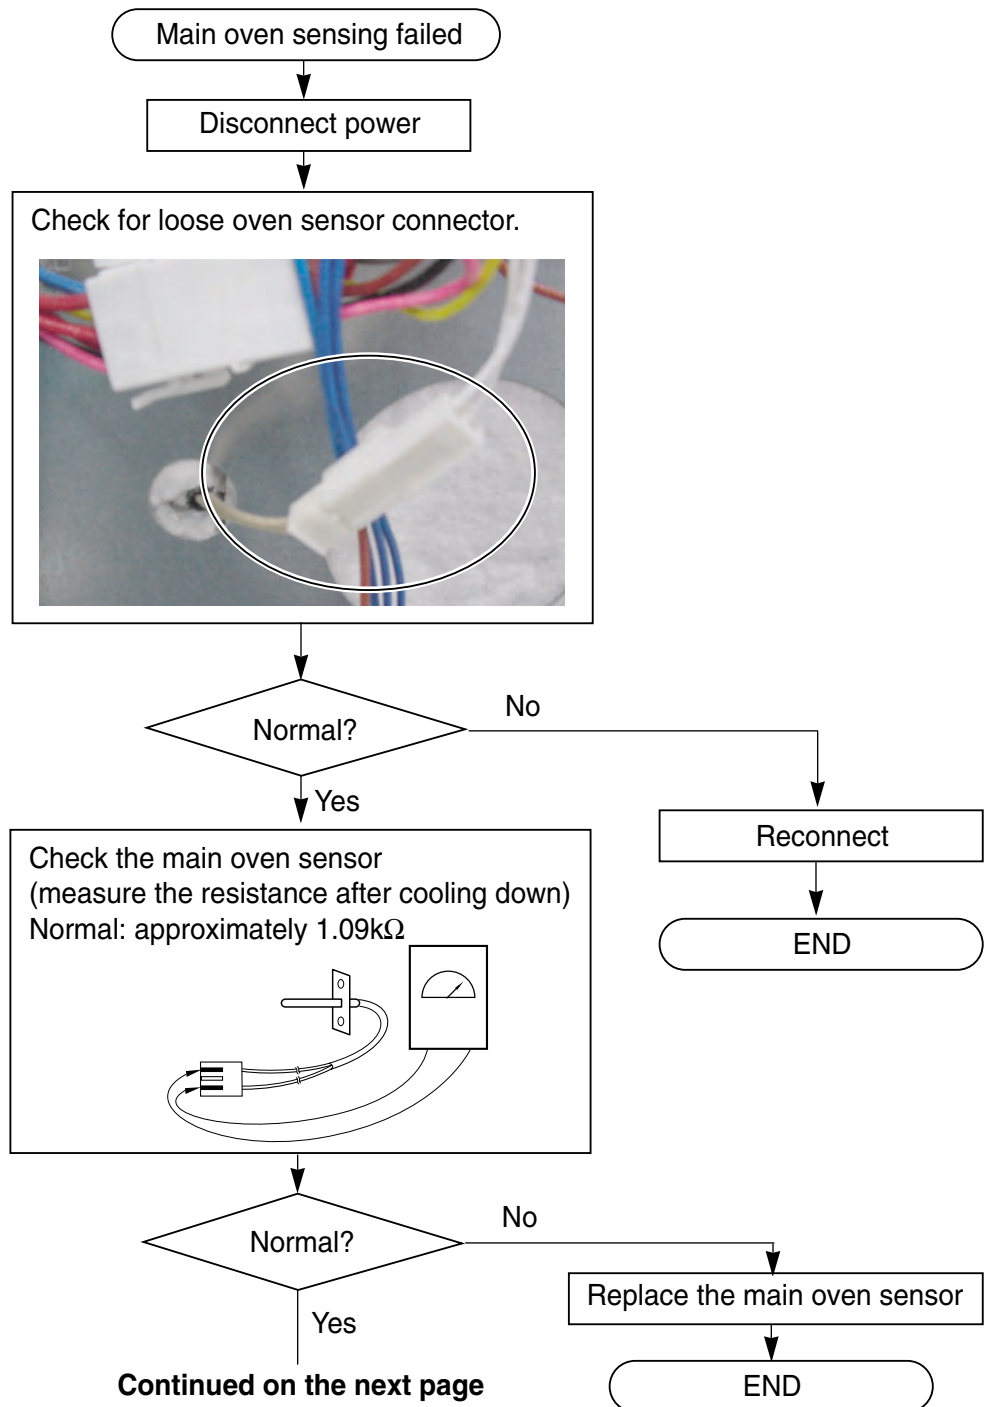 Main oven sensing failed
Disconnect power
Check for loose oven sensor connector.
Normal?
No
Yes
Reconnect
END
Check the main oven sensor
(measure the resistance after cooling down)
Normal: approximately 1.09kΩ
Normal?
No
Yes
Replace the main oven sensor
END
Continued on the next page